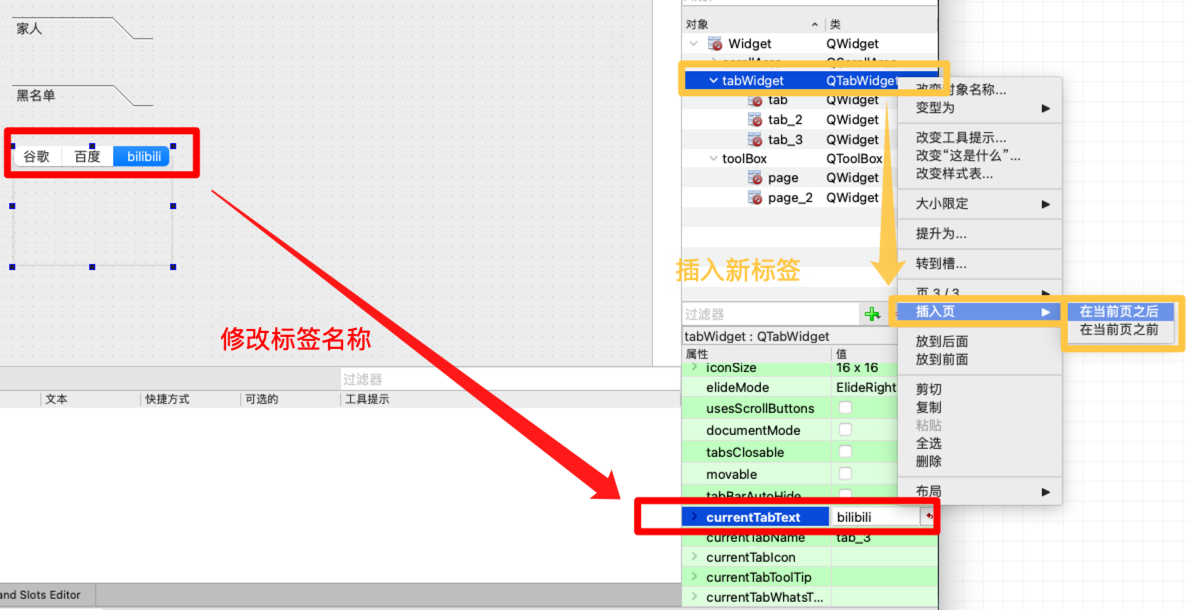 家人
黑名单
谷歌 百度 bilibili
修改标签名称
过滤器
文本 快捷方式 可选的 工具提示
and Slots Editor
对象 类
Widget QWidget
tabWidget QTabWidget
tab QWidget
tab_2 QWidget
tab_3 QWidget
toolBox QToolBox
page QWidget
page_2 QWidget
插入新标签
过滤器
tabWidget : QTabWidget
属性 值
iconSize 16 x 16
elideMode ElideRight
usesScrollButtons
documentMode
tabsClosable
movable
tabBarAutoHide
currentTabText bilibili
currentTabName tab_3
currentTabIcon
currentTabToolTip
currentTabWhatsT...
改变对象名称...
变型为
改变工具提示...
改变“这是什么”...
改变样式表...
大小限定
提升为...
转到槽...
页 3 / 3
插入页
放到后面
放到前面
剪切
复制
粘贴
全选
删除
布局
在当前页之后
在当前页之前